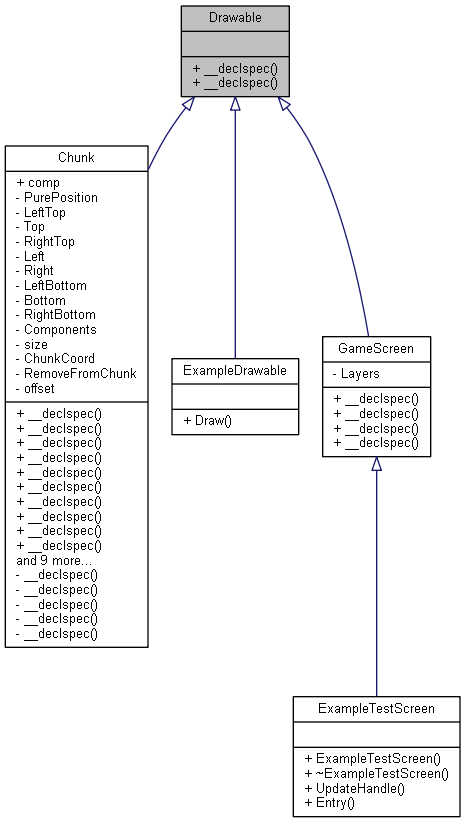 Drawable
+ __declspec()
+ __declspec()
Chunk
+ comp
- PurePosition
- LeftTop
- Top
- RightTop
- Left
- Right
- LeftBottom
- Bottom
- RightBottom
- Components
- size
- ChunkCoord
- RemoveFromChunk
- offset
+ __declspec()
+ __declspec()
+ __declspec()
+ __declspec()
+ __declspec()
+ __declspec()
+ __declspec()
+ __declspec()
+ __declspec()
+ __declspec()
and 9 more...
- __declspec()
- __declspec()
- __declspec()
- __declspec()
- __declspec()
ExampleDrawable
+ Draw()
GameScreen
- Layers
+ __declspec()
+ __declspec()
+ __declspec()
+ __declspec()
ExampleTestScreen
+ ExampleTestScreen()
+ ~ExampleTestScreen()
+ UpdateHandle()
+ Entry()